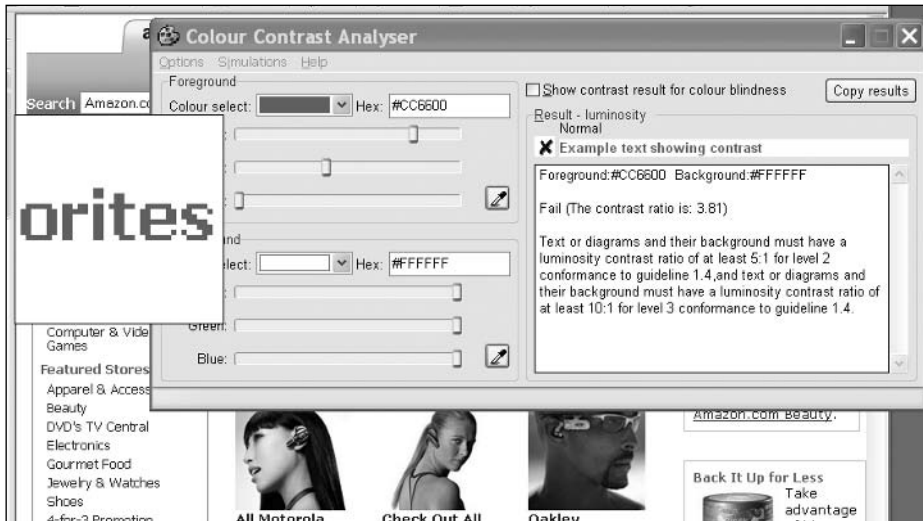 Colour Contrast Analyser
Options Simulations Help
Foreground
Colour select: Hex: #CC6600
Show contrast result for colour blindness
Copy results
Result - luminosity
Normal
Example text showing contrast
Foreground:#CC6600 Background:#FFFFFF
Fail (The contrast ratio is: 3.81)
Text or diagrams and their background must have a
luminosity contrast ratio of at least 5:1 for level 2
conformance to guideline 1.4,and text or diagrams and
their background must have a luminosity contrast ratio of
at least 10:1 for level 3 conformance to guideline 1.4.
und
elect: Hex: #FFFFFF
Green:
Blue:
Search Amazon.co
orites
Computer & Vide
Games
Featured Stores
Apparel & Access
Beauty
DVD's TV Central
Electronics
Gourmet Food
Jewelry & Watches
Shoes
4-for-3 Promotion
All Motorola
Check Out All
Oakley
Amazon.com Beauty.
Back It Up for Less
Take
advantage